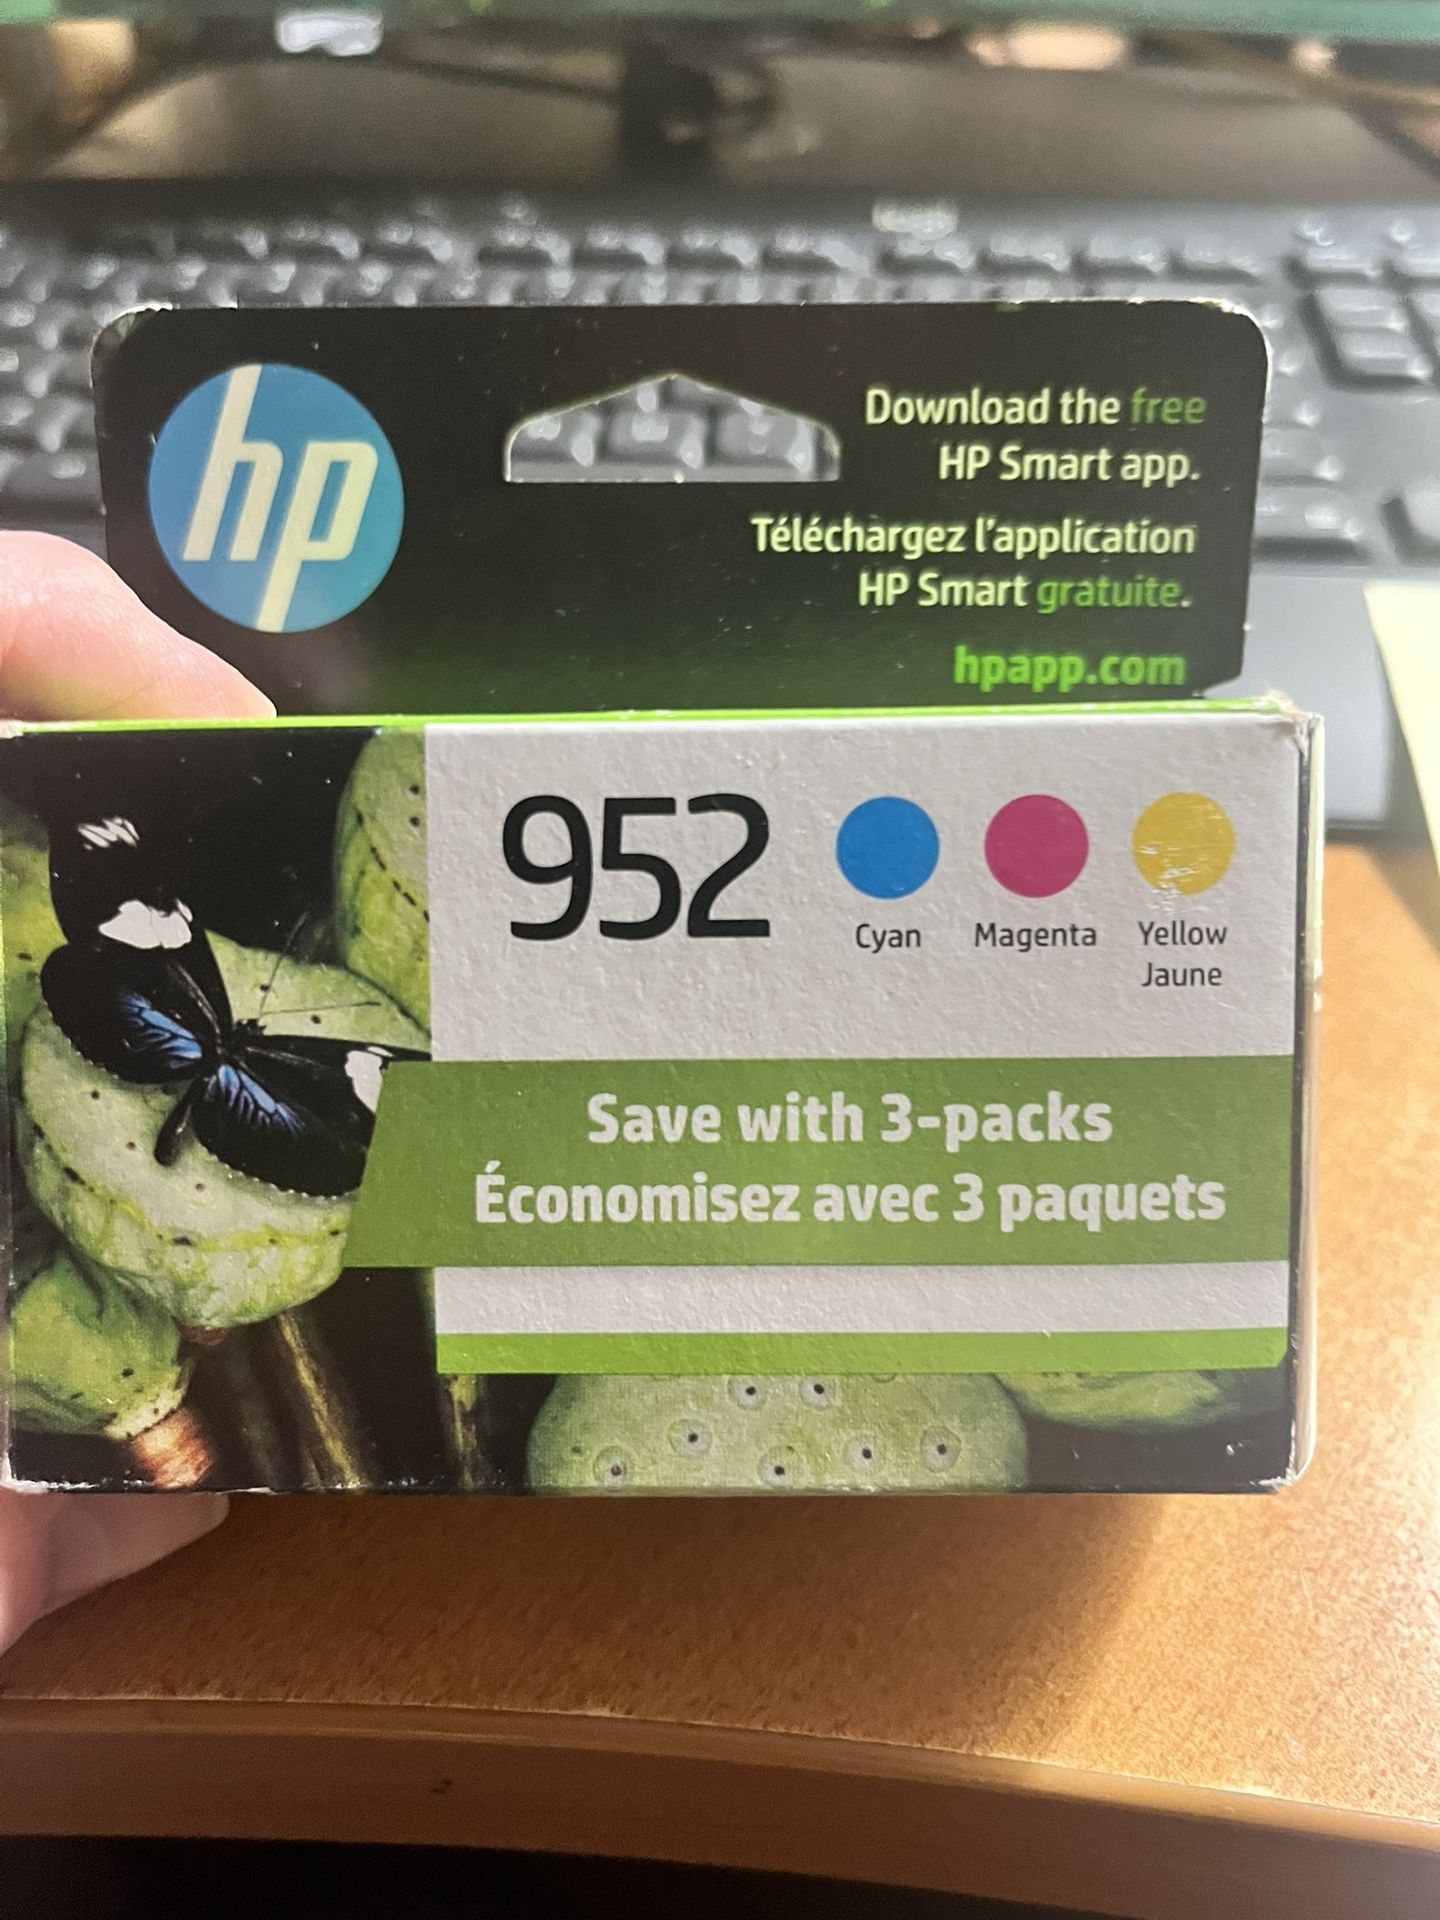 hp
Download the free
HP Smart app.
Téléchargez l'application
HP Smart gratuite.
hpapp.com
952
Cyan
Magenta
Yellow
Jaune
Save with 3-packs
Économisez avec 3 paquets